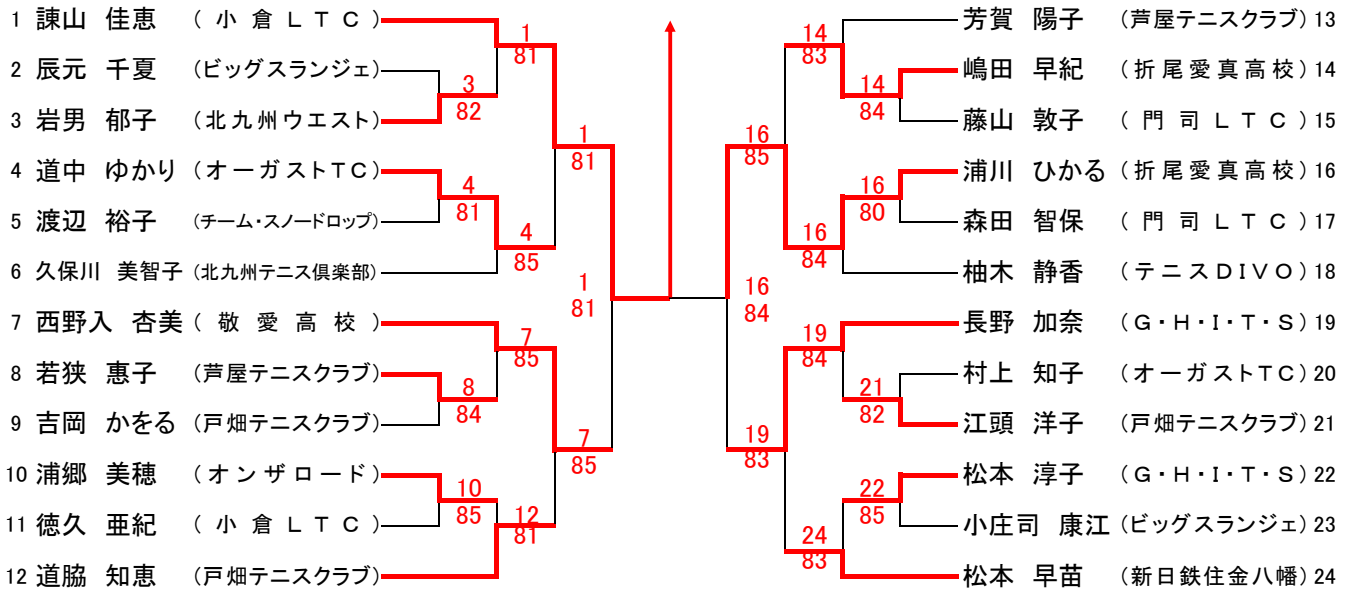 1 諌山 佳恵 (小倉LTC)
2 辰元 千夏 (ビッグスランジェ)
3 岩男 郁子 (北九州ウエスト)
4 道中 ゆかり (オーガストTC)
5 渡辺 裕子 (チーム・スノードロップ)
6 久保川 美智子 (北九州テニス倶楽部)
7 西野入 杏美 (敬愛高校)
8 若狭 惠子 (芦屋テニスクラブ)
9 吉岡 かをる (戸畑テニスクラブ)
10 浦郷 美穂 (オンザロード)
11 徳久 亜紀 (小倉LTC)
12 道脇 知恵 (戸畑テニスクラブ)
3
82
4
81
8
84
10
85
1
81
4
85
7
85
12
81
1
81
7
85
1
81
16
84
16
85
19
83
14
83
16
84
19
84
24
83
14
84
16
80
21
82
22
85
芳賀 陽子 (芦屋テニスクラブ) 13
嶋田 早紀 (折尾愛真高校) 14
藤山 敦子 (門司LTC) 15
浦川 ひかる (折尾愛真高校) 16
森田 智保 (門司LTC) 17
柚木 静香 (テニスDIVO) 18
長野 加奈 (G・H・I・T・S) 19
村上 知子 (オーガストTC) 20
江頭 洋子 (戸畑テニスクラブ) 21
松本 淳子 (G・H・I・T・S) 22
小庄司 康江 (ビッグスランジェ) 23
松本 早苗 (新日鉄住金八幡) 24